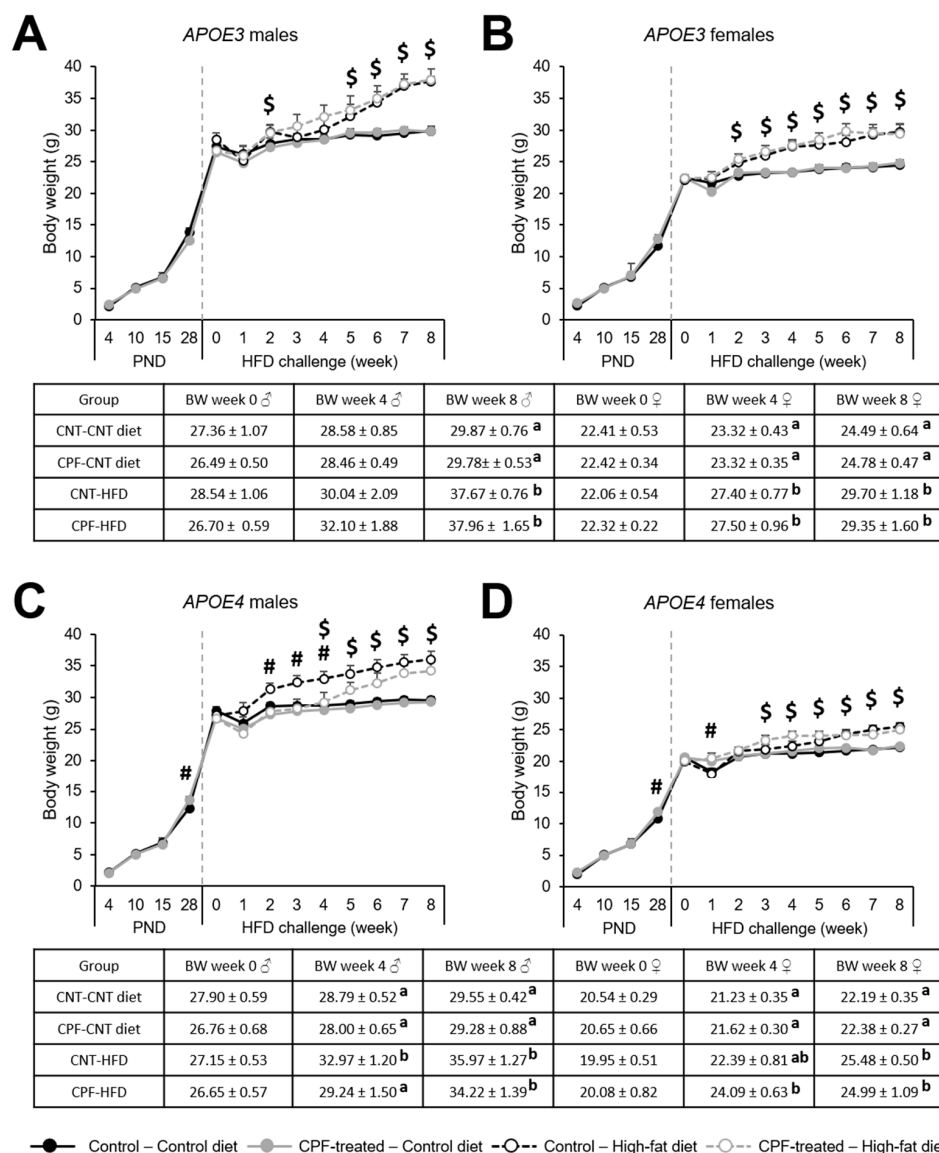 A
APOE3 males
B
APOE3 females
Body weight (g)
40
35
30
25
20
15
10
5
0
$ $ $ $ $
4 10 15 28 0 1 2 3 4 5 6 7 8
PND HFD challenge (week)
Body weight (g)
40
35
30
25
20
15
10
5
0
$ $ $ $ $ $ $
4 10 15 28 0 1 2 3 4 5 6 7 8
PND HFD challenge (week)
Group BW week 0 ♂ BW week 4 ♂ BW week 8 ♂ BW week 0 ♀ BW week 4 ♀ BW week 8 ♀
CNT-CNT diet 27.36 ± 1.07 28.58 ± 0.85 29.87 ± 0.76 a 22.41 ± 0.53 23.32 ± 0.43 a 24.49 ± 0.64 a
CPF-CNT diet 26.49 ± 0.50 28.46 ± 0.49 29.78± ± 0.53 a 22.42 ± 0.34 23.32 ± 0.35 a 24.78 ± 0.47 a
CNT-HFD 28.54 ± 1.06 30.04 ± 2.09 37.67 ± 0.76 b 22.06 ± 0.54 27.40 ± 0.77 b 29.70 ± 1.18 b
CPF-HFD 26.70 ± 0.59 32.10 ± 1.88 37.96 ± 1.65 b 22.32 ± 0.22 27.50 ± 0.96 b 29.35 ± 1.60 b
C
APOE4 males
D
APOE4 females
Body weight (g)
40
35
30
25
20
15
10
5
0
$ $ $ $ $
# # # #
4 10 15 28 0 1 2 3 4 5 6 7 8
PND HFD challenge (week)
Body weight (g)
40
35
30
25
20
15
10
5
0
# # $ $ $ $ $ $
4 10 15 28 0 1 2 3 4 5 6 7 8
PND HFD challenge (week)
Group BW week 0 ♂ BW week 4 ♂ BW week 8 ♂ BW week 0 ♀ BW week 4 ♀ BW week 8 ♀
CNT-CNT diet 27.90 ± 0.59 28.79 ± 0.52 a 29.55 ± 0.42 a 20.54 ± 0.29 21.23 ± 0.35 a 22.19 ± 0.35 a
CPF-CNT diet 26.76 ± 0.68 28.00 ± 0.65 a 29.28 ± 0.88 a 20.65 ± 0.66 21.62 ± 0.30 a 22.38 ± 0.27 a
CNT-HFD 27.15 ± 0.53 32.97 ± 1.20 b 35.97 ± 1.27 b 19.95 ± 0.51 22.39 ± 0.81 ab 25.48 ± 0.50 b
CPF-HFD 26.65 ± 0.57 29.24 ± 1.50 a 34.22 ± 1.39 b 20.08 ± 0.82 24.09 ± 0.63 b 24.99 ± 1.09 b
Control – Control diet CPF-treated – Control diet Control – High-fat diet CPF-treated – High-fat die